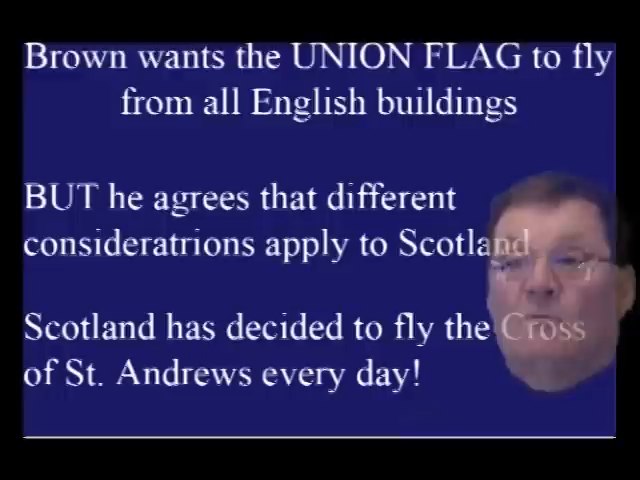 Brown wants the UNION FLAG to fly
from all English buildings
BUT he agrees that different
consideratrions apply to Scotland
Scotland has decided to fly the Cross
of St. Andrews every day!